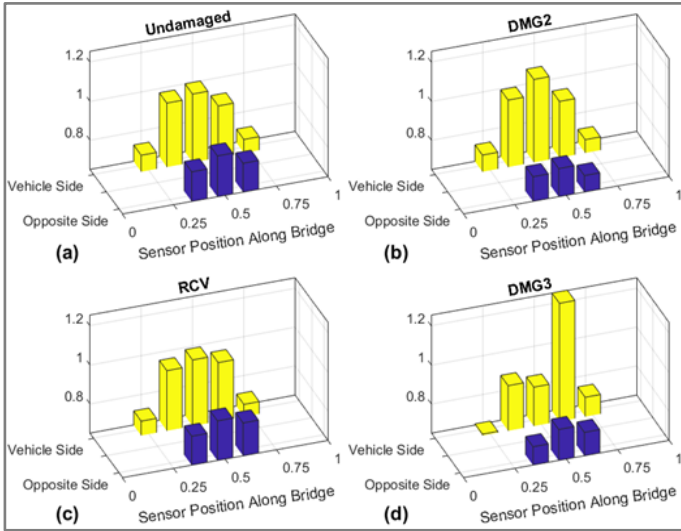 Undamaged
1.2
1
0.8
Vehicle Side
Opposite Side
0
0.25
0.5
0.75
1
Sensor Position Along Bridge
(a)
DMG2
1.2
1
0.8
Vehicle Side
Opposite Side
0
0.25
0.5
0.75
1
Sensor Position Along Bridge
(b)
RCV
1.2
1
0.8
Vehicle Side
Opposite Side
0
0.25
0.5
0.75
1
Sensor Position Along Bridge
(c)
DMG3
1.2
1
0.8
Vehicle Side
Opposite Side
0
0.25
0.5
0.75
1
Sensor Position Along Bridge
(d)